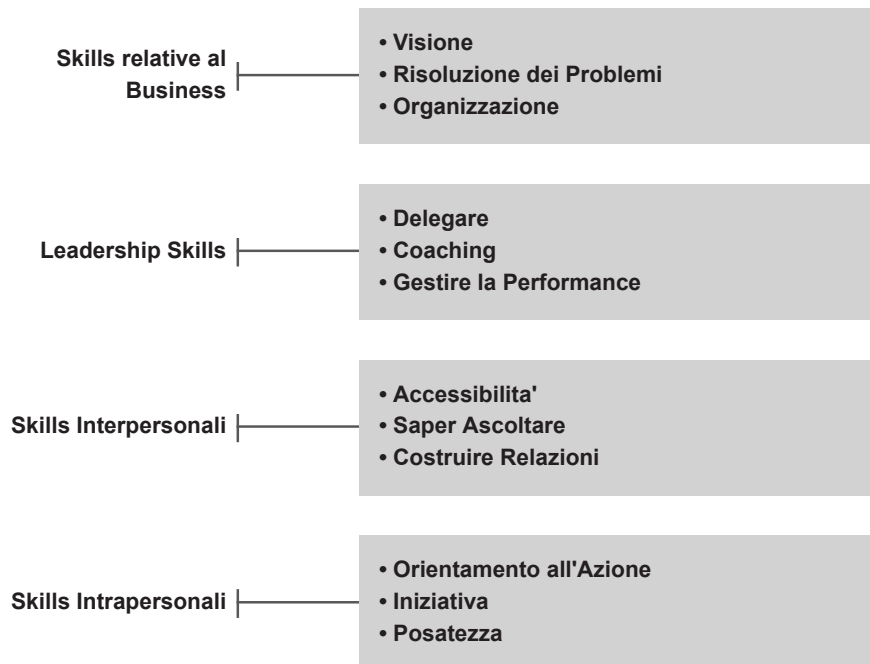 Skills relative al
Business
• Visione
• Risoluzione dei Problemi
• Organizzazione
Leadership Skills
• Delegare
• Coaching
• Gestire la Performance
Skills Interpersonali
• Accessibilita'
• Saper Ascoltare
• Costruire Relazioni
Skills Intrapersonali
• Orientamento all'Azione
• Iniziativa
• Posatezza